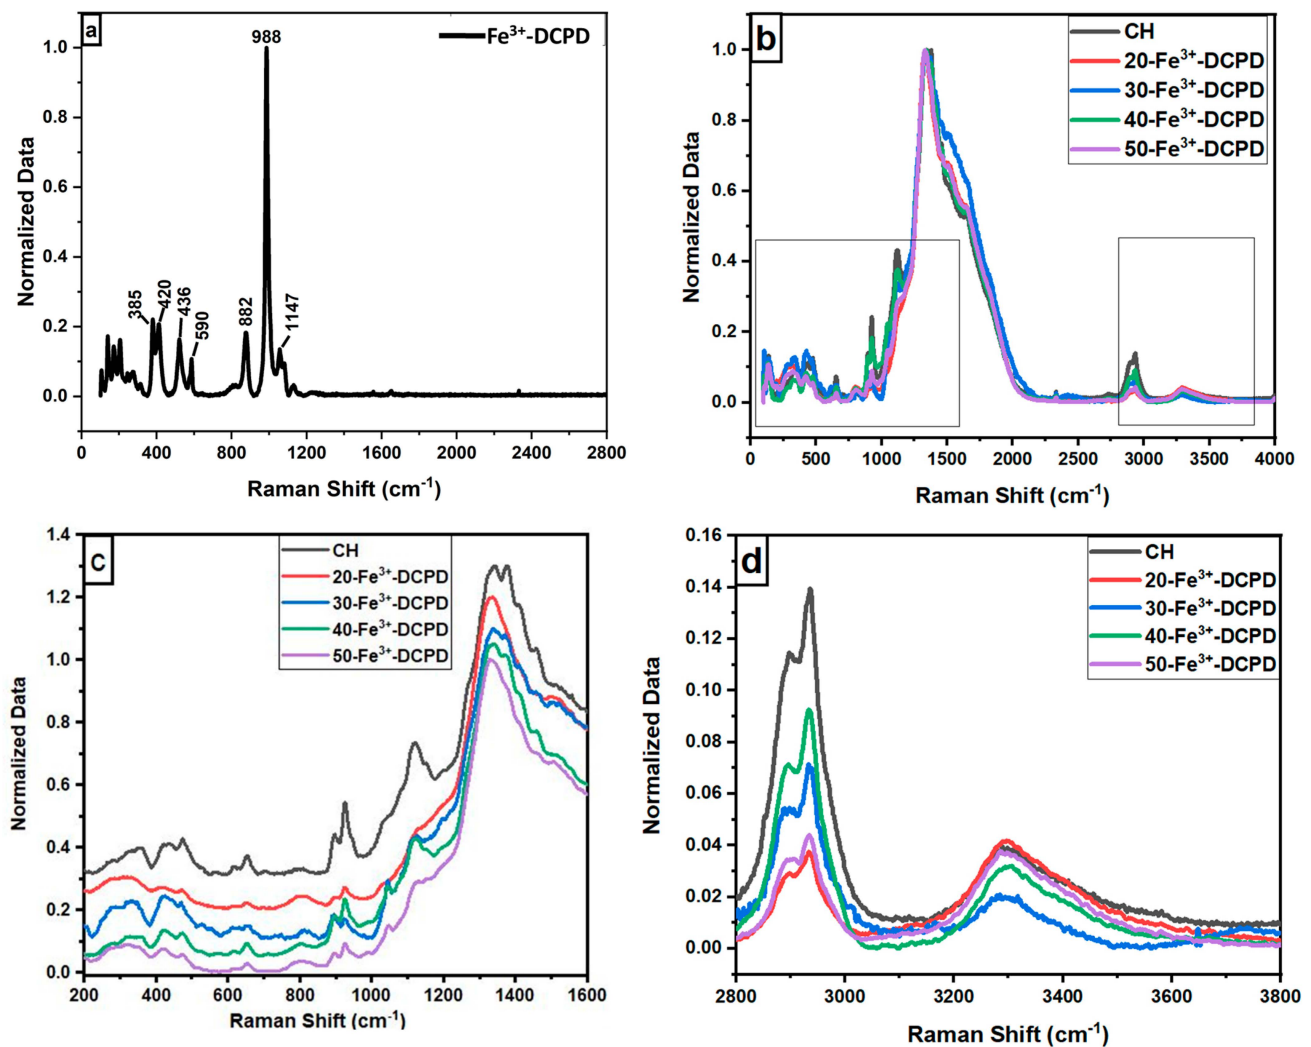 a
Fe³⁺-DCPD
988
385
420
436
590
882
1147
1.0
0.8
0.6
0.4
0.2
0.0
0
400
800
1200
1600
2000
2400
2800
Normalized Data
Raman Shift (cm⁻¹)
b
CH
20-Fe³⁺-DCPD
30-Fe³⁺-DCPD
40-Fe³⁺-DCPD
50-Fe³⁺-DCPD
1.0
0.8
0.6
0.4
0.2
0.0
0
500
1000
1500
2000
2500
3000
3500
4000
Normalized Data
Raman Shift (cm⁻¹)
c
CH
20-Fe³⁺-DCPD
30-Fe³⁺-DCPD
40-Fe³⁺-DCPD
50-Fe³⁺-DCPD
1.4
1.2
1.0
0.8
0.6
0.4
0.2
0.0
200
400
600
800
1000
1200
1400
1600
Normalized Data
Raman Shift (cm⁻¹)
d
CH
20-Fe³⁺-DCPD
30-Fe³⁺-DCPD
40-Fe³⁺-DCPD
50-Fe³⁺-DCPD
0.16
0.14
0.12
0.10
0.08
0.06
0.04
0.02
0.00
2800
3000
3200
3400
3600
3800
Normalized Data
Raman Shift (cm⁻¹)